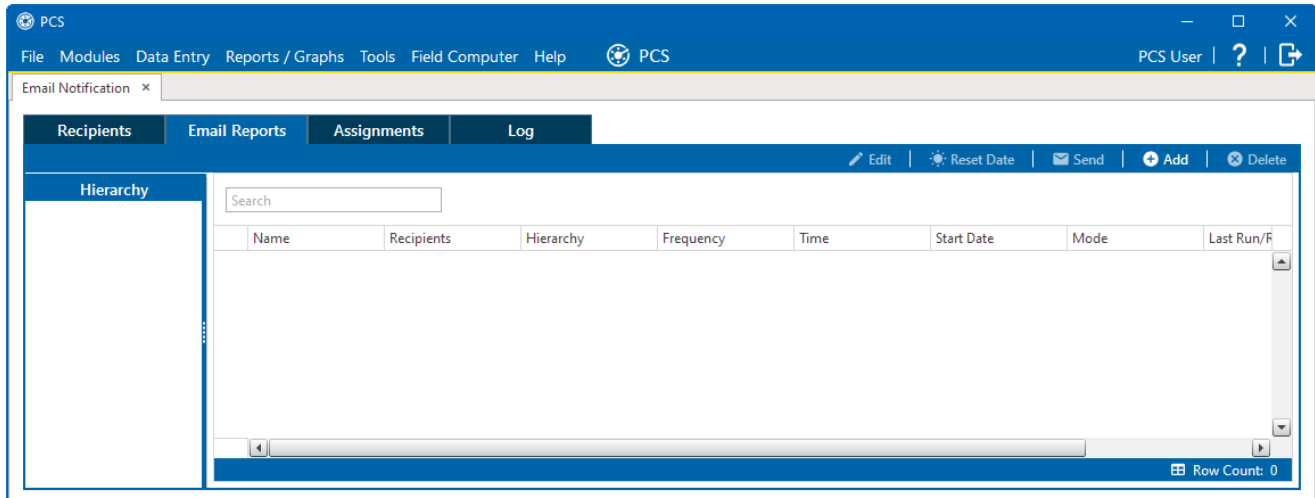 PCS
File Modules Data Entry Reports / Graphs Tools Field Computer Help PCS PCS User | ? |
Email Notification ×
Recipients Email Reports Assignments Log
Edit | Reset Date | Send | Add | Delete
Hierarchy
Search
Name Recipients Hierarchy Frequency Time Start Date Mode Last Run/R
Row Count: 0